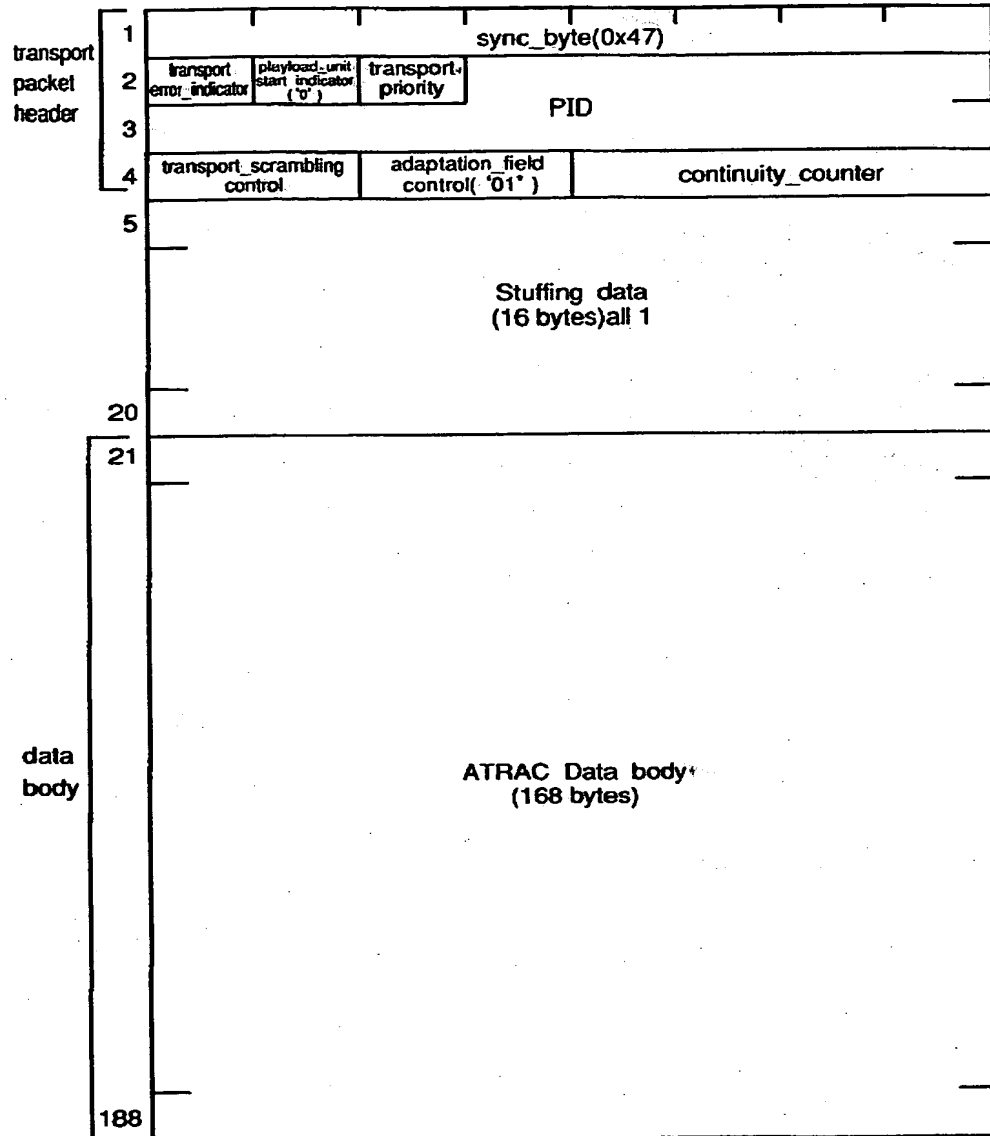 transport
packet
header
1
sync_byte(0x47)
2
transport
error_indicator
playload-unit
start indicator
("0")
transport
priority
PID
3
4
transport_scrambling
control
adaptation_field
control("01")
continuity_counter
5
Stuffing data
(16 bytes)all 1
20
21
data
body
ATRAC Data body
(168 bytes)
188